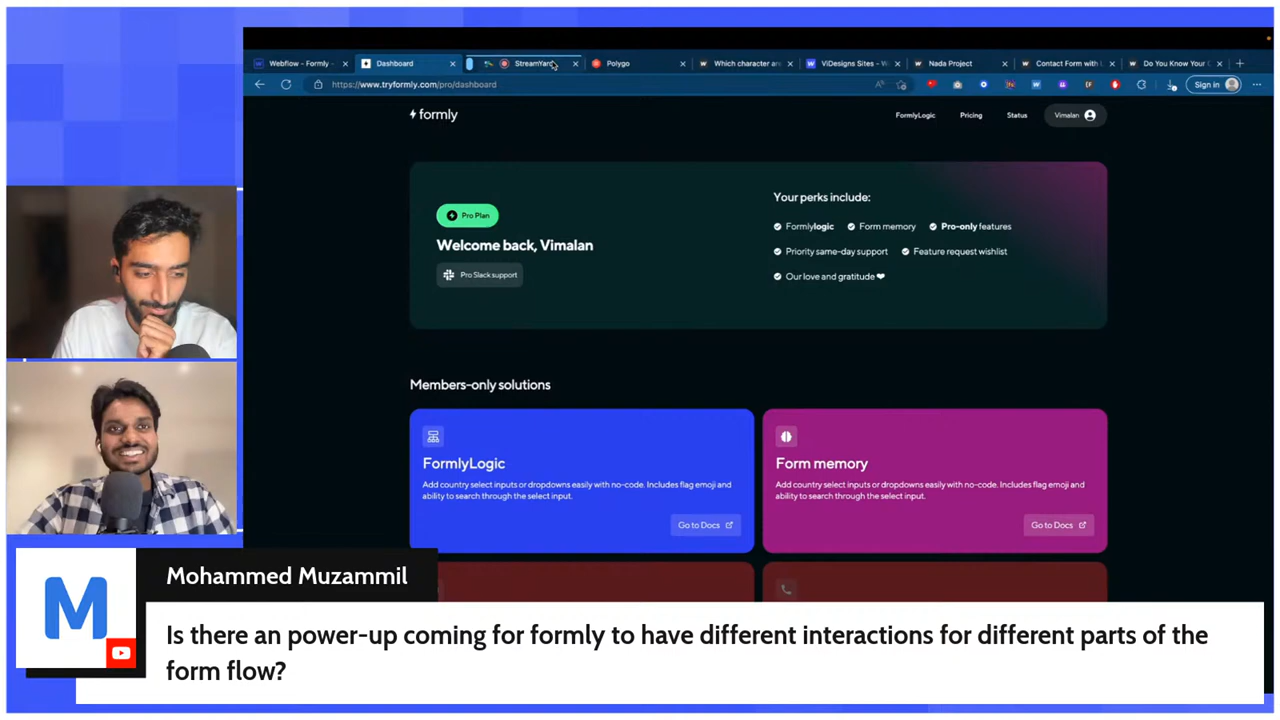 Webflow - Formly -
Dashboard
StreamYard
Polygo
Which character are
ViDesigns Sites - W
Nada Project
Contact Form with L
Do You Know Your C
https://www.tryformly.com/pro/dashboard
Sign in
formly
FormlyLogic
Pricing
Status
Vimalan
Pro Plan
Welcome back, Vimalan
Pro Slack support
Your perks include:
Formlylogic
Form memory
Pro-only features
Priority same-day support
Feature request wishlist
Our love and gratitude ❤
Members-only solutions
FormlyLogic
Add country select inputs or dropdowns easily with no-code. Includes flag emoji and
ability to search through the select input.
Go to Docs
Form memory
Add country select inputs or dropdowns easily with no-code. Includes flag emoji and
ability to search through the select input.
Go to Docs
M
Mohammed Muzammil
Is there an power-up coming for formly to have different interactions for different parts of the
form flow?